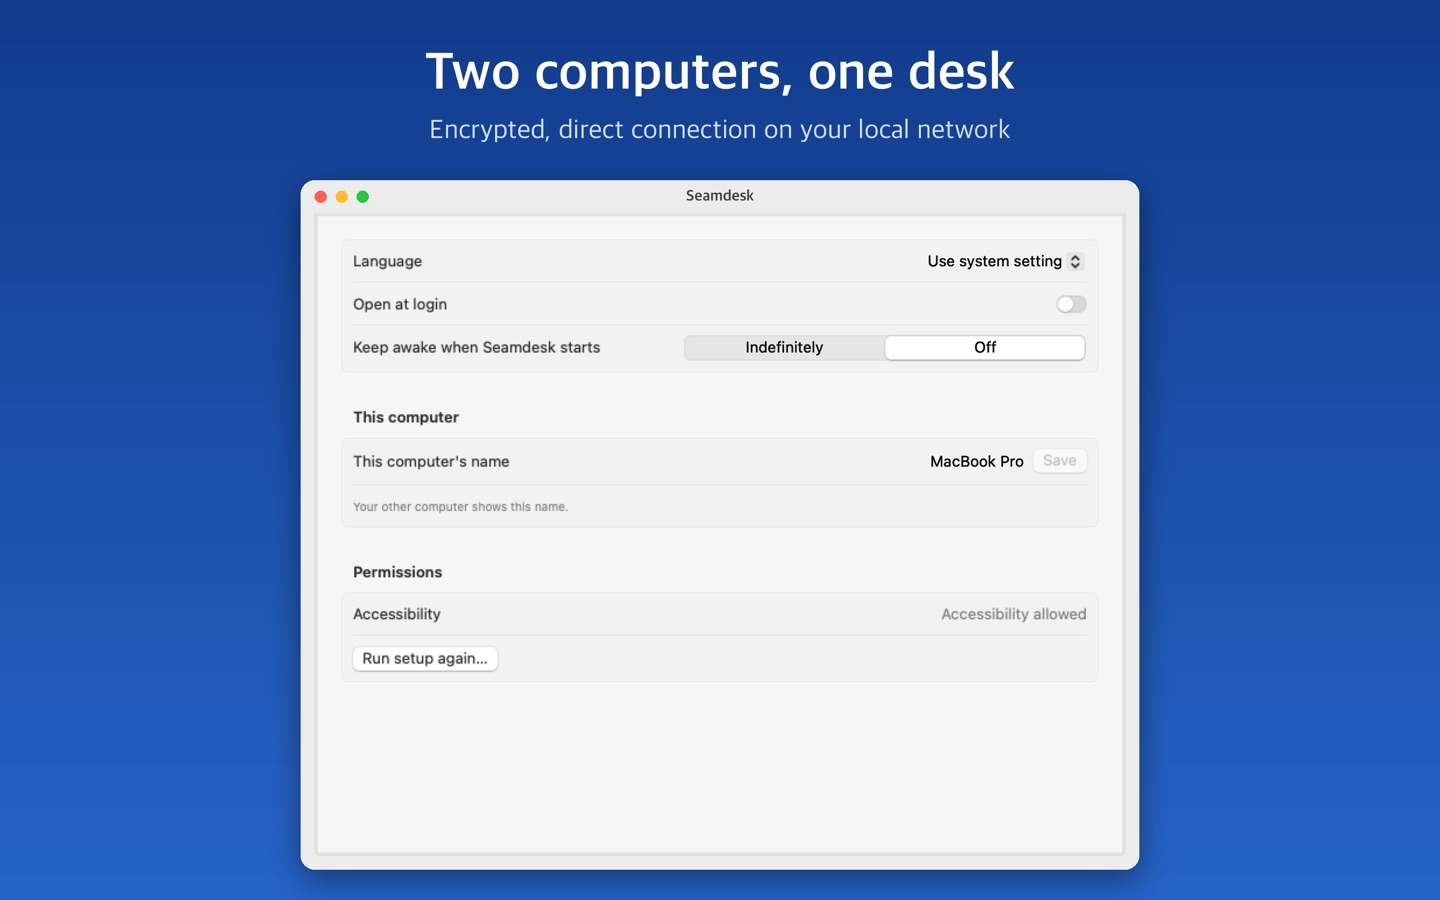 Two computers, one desk
Encrypted, direct connection on your local network
Seamdesk
Language
Use system setting
Open at login
Keep awake when Seamdesk starts
Indefinitely
Off
This computer
This computer's name
MacBook Pro
Save
Your other computer shows this name.
Permissions
Accessibility
Accessibility allowed
Run setup again...